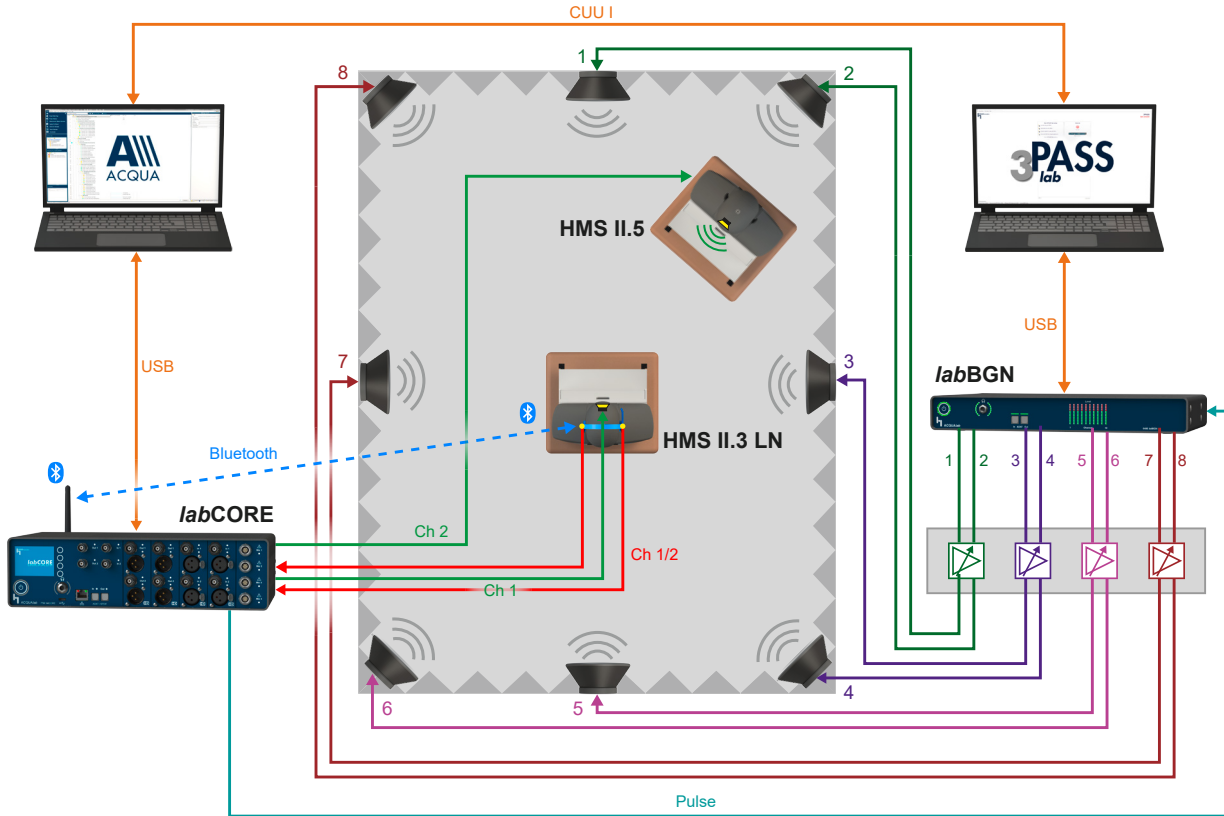 CUU I
1
8
2
ACQUA
3PASS
lab
HMS II.5
USB
USB
7
3
labBGN
HMS II.3 LN
Bluetooth
1
2
3
4
5
6
7
8
labCORE
labCORE
Ch 2
Ch 1/2
Ch 1
6
5
4
Pulse